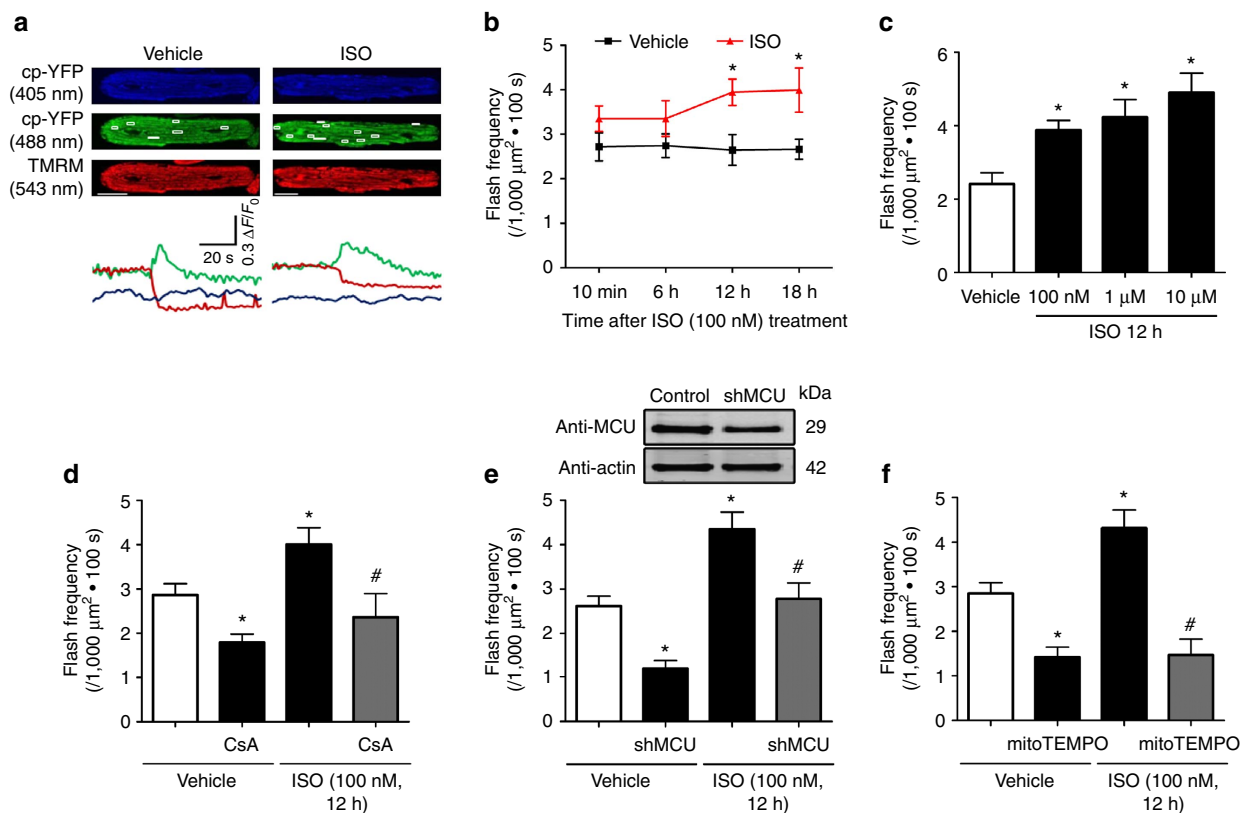 a
Vehicle ISO
cp-YFP
(405 nm)
cp-YFP
(488 nm)
TMRM
(543 nm)
20 s
0.3 ΔF/F0
b
Vehicle ISO
Flash frequency
(/1,000 μm² • 100 s)
5
4
3
2
1
0
* *
10 min 6 h 12 h 18 h
Time after ISO (100 nM) treatment
c
Flash frequency
(/1,000 μm² • 100 s)
6
4
2
0
* * *
Vehicle 100 nM 1 μM 10 μM
ISO 12 h
d
Flash frequency
(/1,000 μm² • 100 s)
5
4
3
2
1
0
* * #
CsA CsA
Vehicle ISO (100 nM,
12 h)
e
Control shMCU kDa
Anti-MCU 29
Anti-actin 42
Flash frequency
(/1,000 μm² • 100 s)
5
4
3
2
1
0
* * #
shMCU shMCU
Vehicle ISO (100 nM,
12 h)
f
Flash frequency
(/1,000 μm² • 100 s)
5
4
3
2
1
0
* * #
mitoTEMPO mitoTEMPO
Vehicle ISO (100 nM,
12 h)